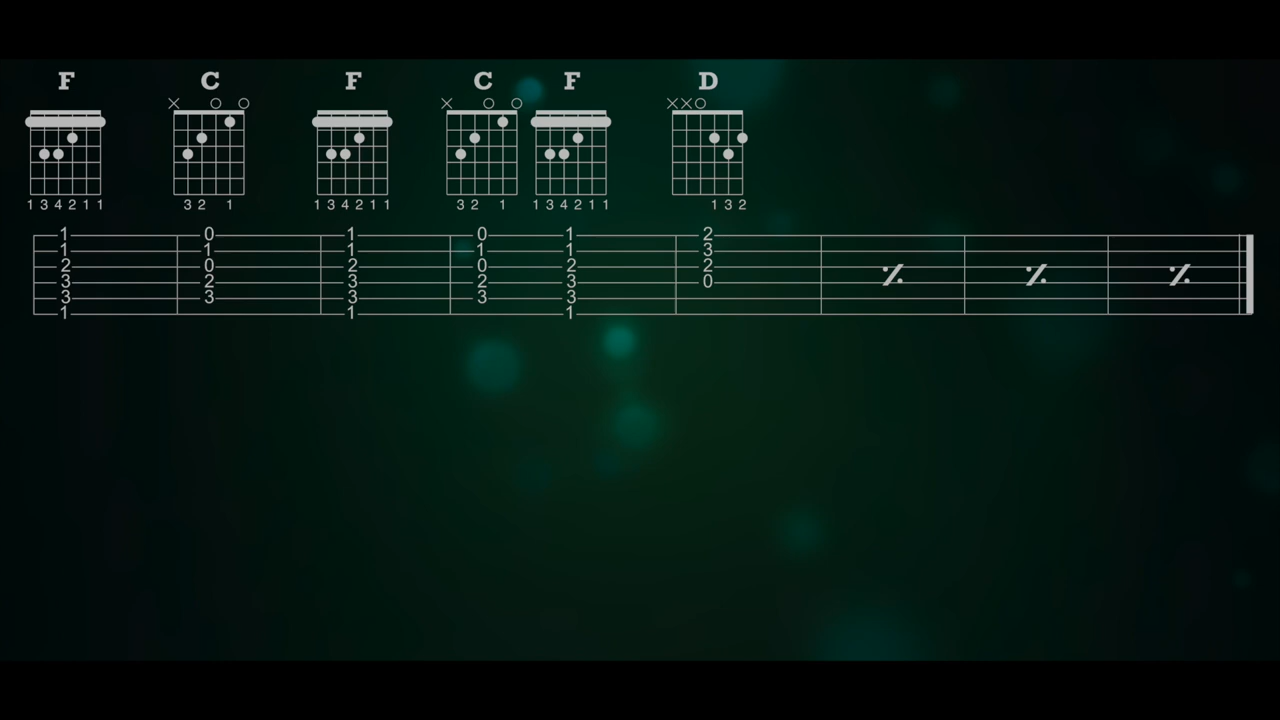 F C F C F D
X O O X O O X X O
1 3 4 2 1 1 3 2 1 1 3 4 2 1 1 3 2 1 1 3 4 2 1 1 1 3 2
1 0 1 0 1 2
1 1 1 1 1 3
2 0 2 0 2 2
3 2 3 2 3 0
3 3 3 3 3
1 1 1